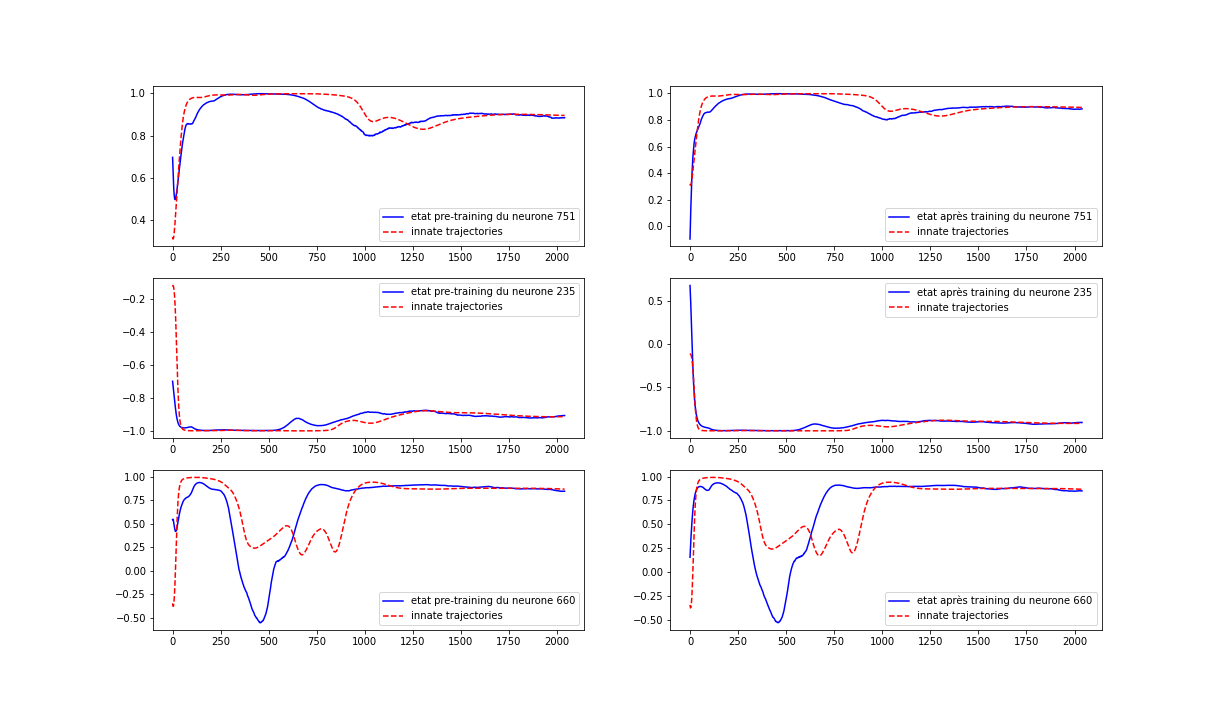 1.0
0.8
0.6
0.4
0 250 500 750 1000 1250 1500 1750 2000
etat pre-training du neurone 751
innate trajectories
1.0
0.8
0.6
0.4
0.2
0.0
0 250 500 750 1000 1250 1500 1750 2000
etat après training du neurone 751
innate trajectories
−0.2
−0.4
−0.6
−0.8
−1.0
0 250 500 750 1000 1250 1500 1750 2000
etat pre-training du neurone 235
innate trajectories
0.5
0.0
−0.5
−1.0
0 250 500 750 1000 1250 1500 1750 2000
etat après training du neurone 235
innate trajectories
1.00
0.75
0.50
0.25
0.00
−0.25
−0.50
0 250 500 750 1000 1250 1500 1750 2000
etat pre-training du neurone 660
innate trajectories
1.00
0.75
0.50
0.25
0.00
−0.25
−0.50
0 250 500 750 1000 1250 1500 1750 2000
etat après training du neurone 660
innate trajectories